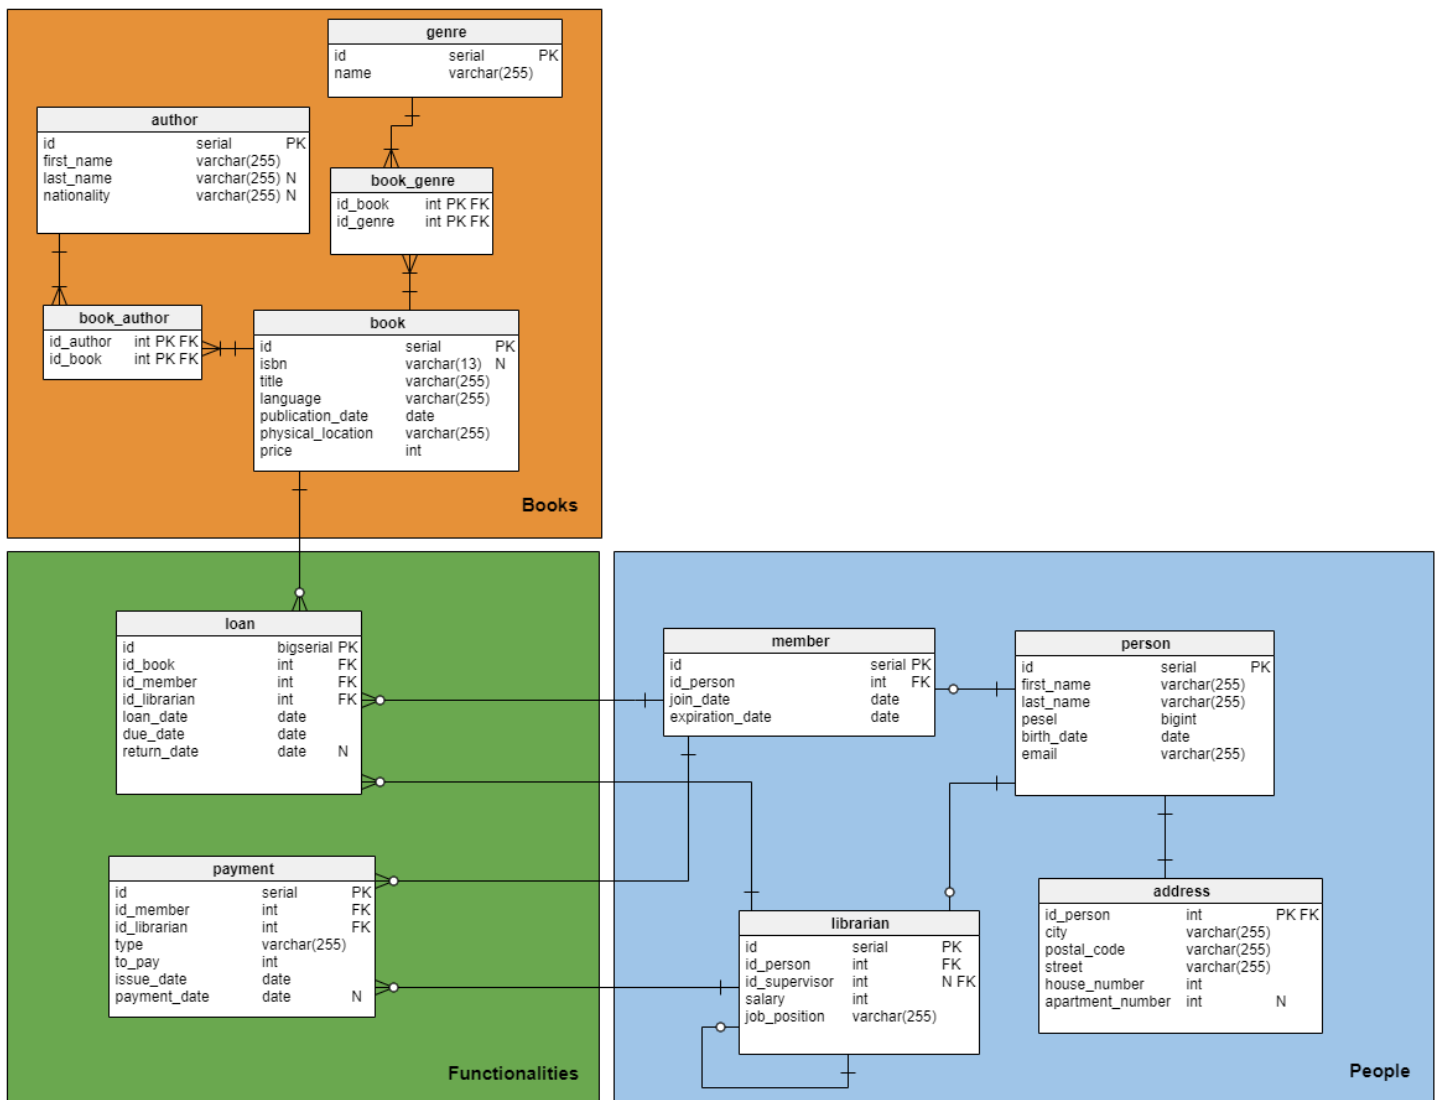 genre
id serial PK
name varchar(255)
author
id serial PK
first_name varchar(255)
last_name varchar(255) N
nationality varchar(255) N
book_genre
id_book int PK FK
id_genre int PK FK
book_author
id_author int PK FK
id_book int PK FK
book
id serial PK
isbn varchar(13) N
title varchar(255)
language varchar(255)
publication_date date
physical_location varchar(255)
price int
Books
loan
id bigserial PK
id_book int FK
id_member int FK
id_librarian int FK
loan_date date
due_date date
return_date date N
payment
id serial PK
id_member int FK
id_librarian int FK
type varchar(255)
to_pay int
issue_date date
payment_date date N
Functionalities
member
id serial PK
id_person int FK
join_date date
expiration_date date
person
id serial PK
first_name varchar(255)
last_name varchar(255)
pesel bigint
birth_date date
email varchar(255)
librarian
id serial PK
id_person int FK
id_supervisor int N FK
salary int
job_position varchar(255)
address
id_person int PK FK
city varchar(255)
postal_code varchar(255)
street varchar(255)
house_number int
apartment_number int N
People